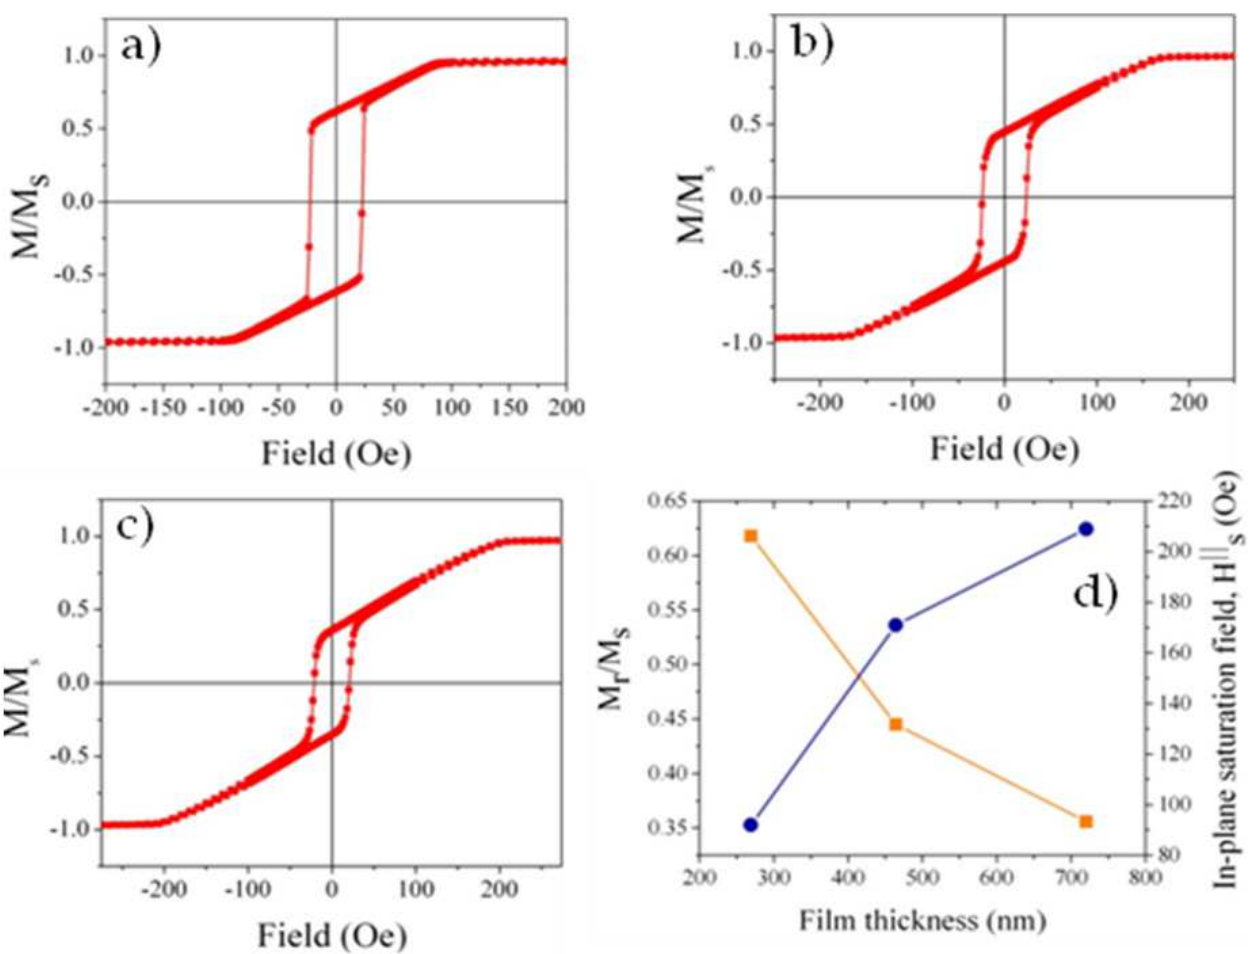 a)
1.0
0.5
0.0
-0.5
-1.0
M/MS
-200 -150 -100 -50 0 50 100 150 200
Field (Oe)
b)
1.0
0.5
0.0
-0.5
-1.0
M/Ms
-200 -100 0 100 200
Field (Oe)
c)
1.0
0.5
0.0
-0.5
-1.0
M/Ms
-200 -100 0 100 200
Field (Oe)
d)
0.65
0.60
0.55
0.50
0.45
0.40
0.35
Mr/MS
220
200
180
160
140
120
100
80
In-plane saturation field, H||S (Oe)
200 300 400 500 600 700 800
Film thickness (nm)